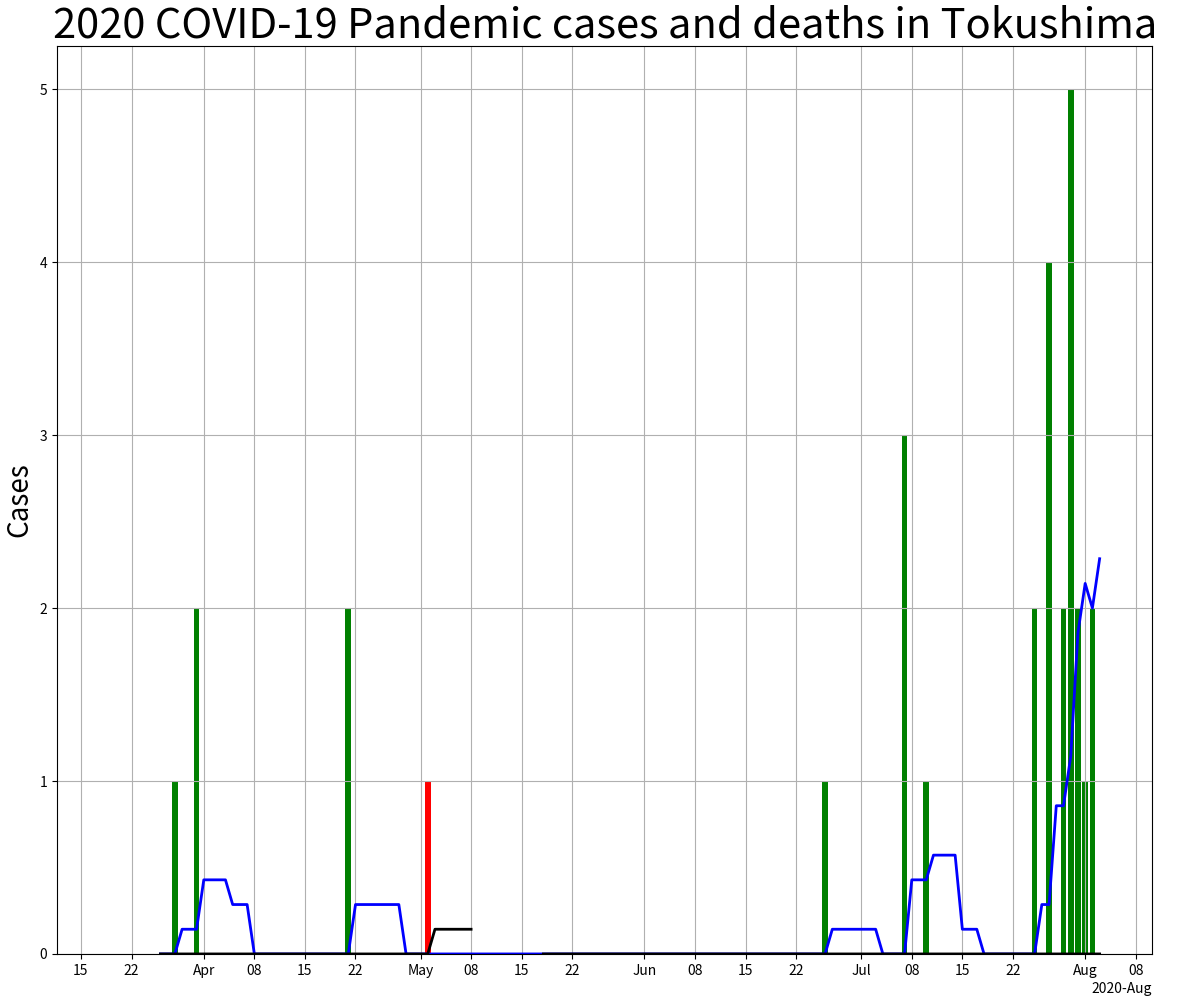 2020 COVID-19 Pandemic cases and deaths in Tokushima
5
4
3
2
1
0
Cases
15 22 Apr 08 15 22 May 08 15 22 Jun 08 15 22 Jul 08 15 22 Aug 08
2020-Aug